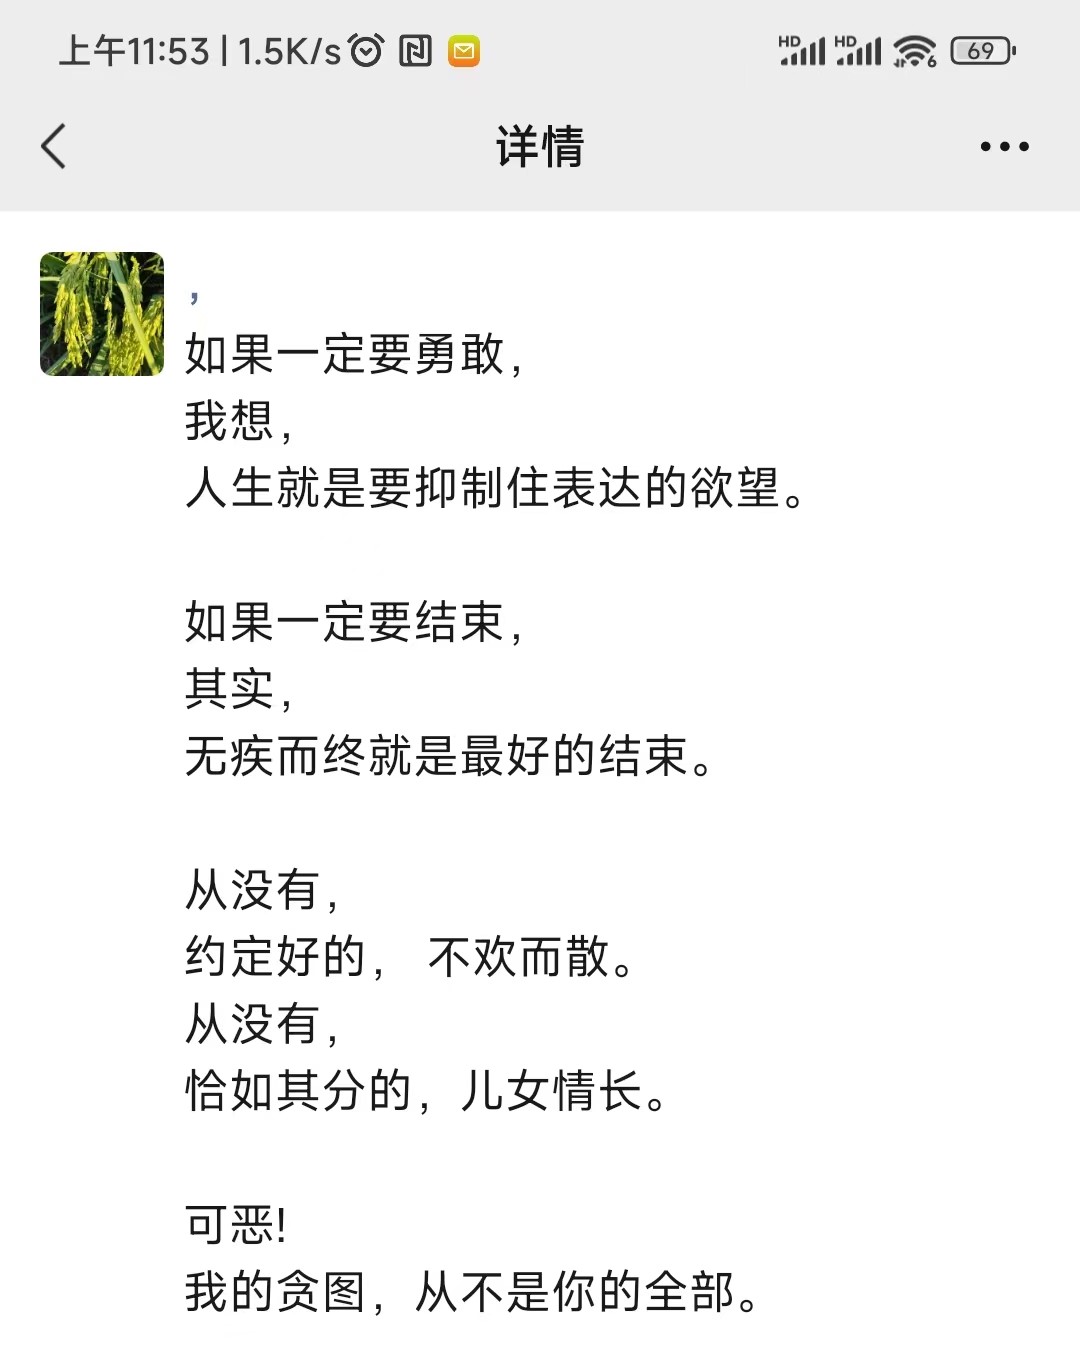 上午11:53 | 1.5K/s
HD HD 6 69
详情
，
如果一定要勇敢，
我想，
人生就是要抑制住表达的欲望。
如果一定要结束，
其实，
无疾而终就是最好的结束。
从没有，
约定好的， 不欢而散。
从没有，
恰如其分的，儿女情长。
可恶!
我的贪图，从不是你的全部。